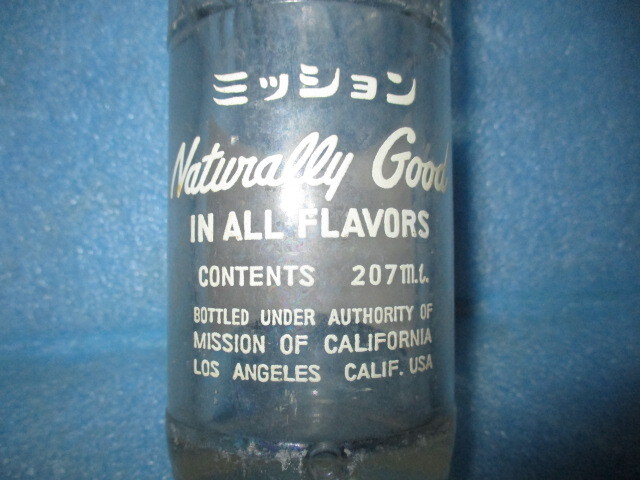 ミッション
Naturally Good
IN ALL FLAVORS
CONTENTS 207m.l.
BOTTLED UNDER AUTHORITY OF
MISSION OF CALIFORNIA
LOS ANGELES CALIF. USA